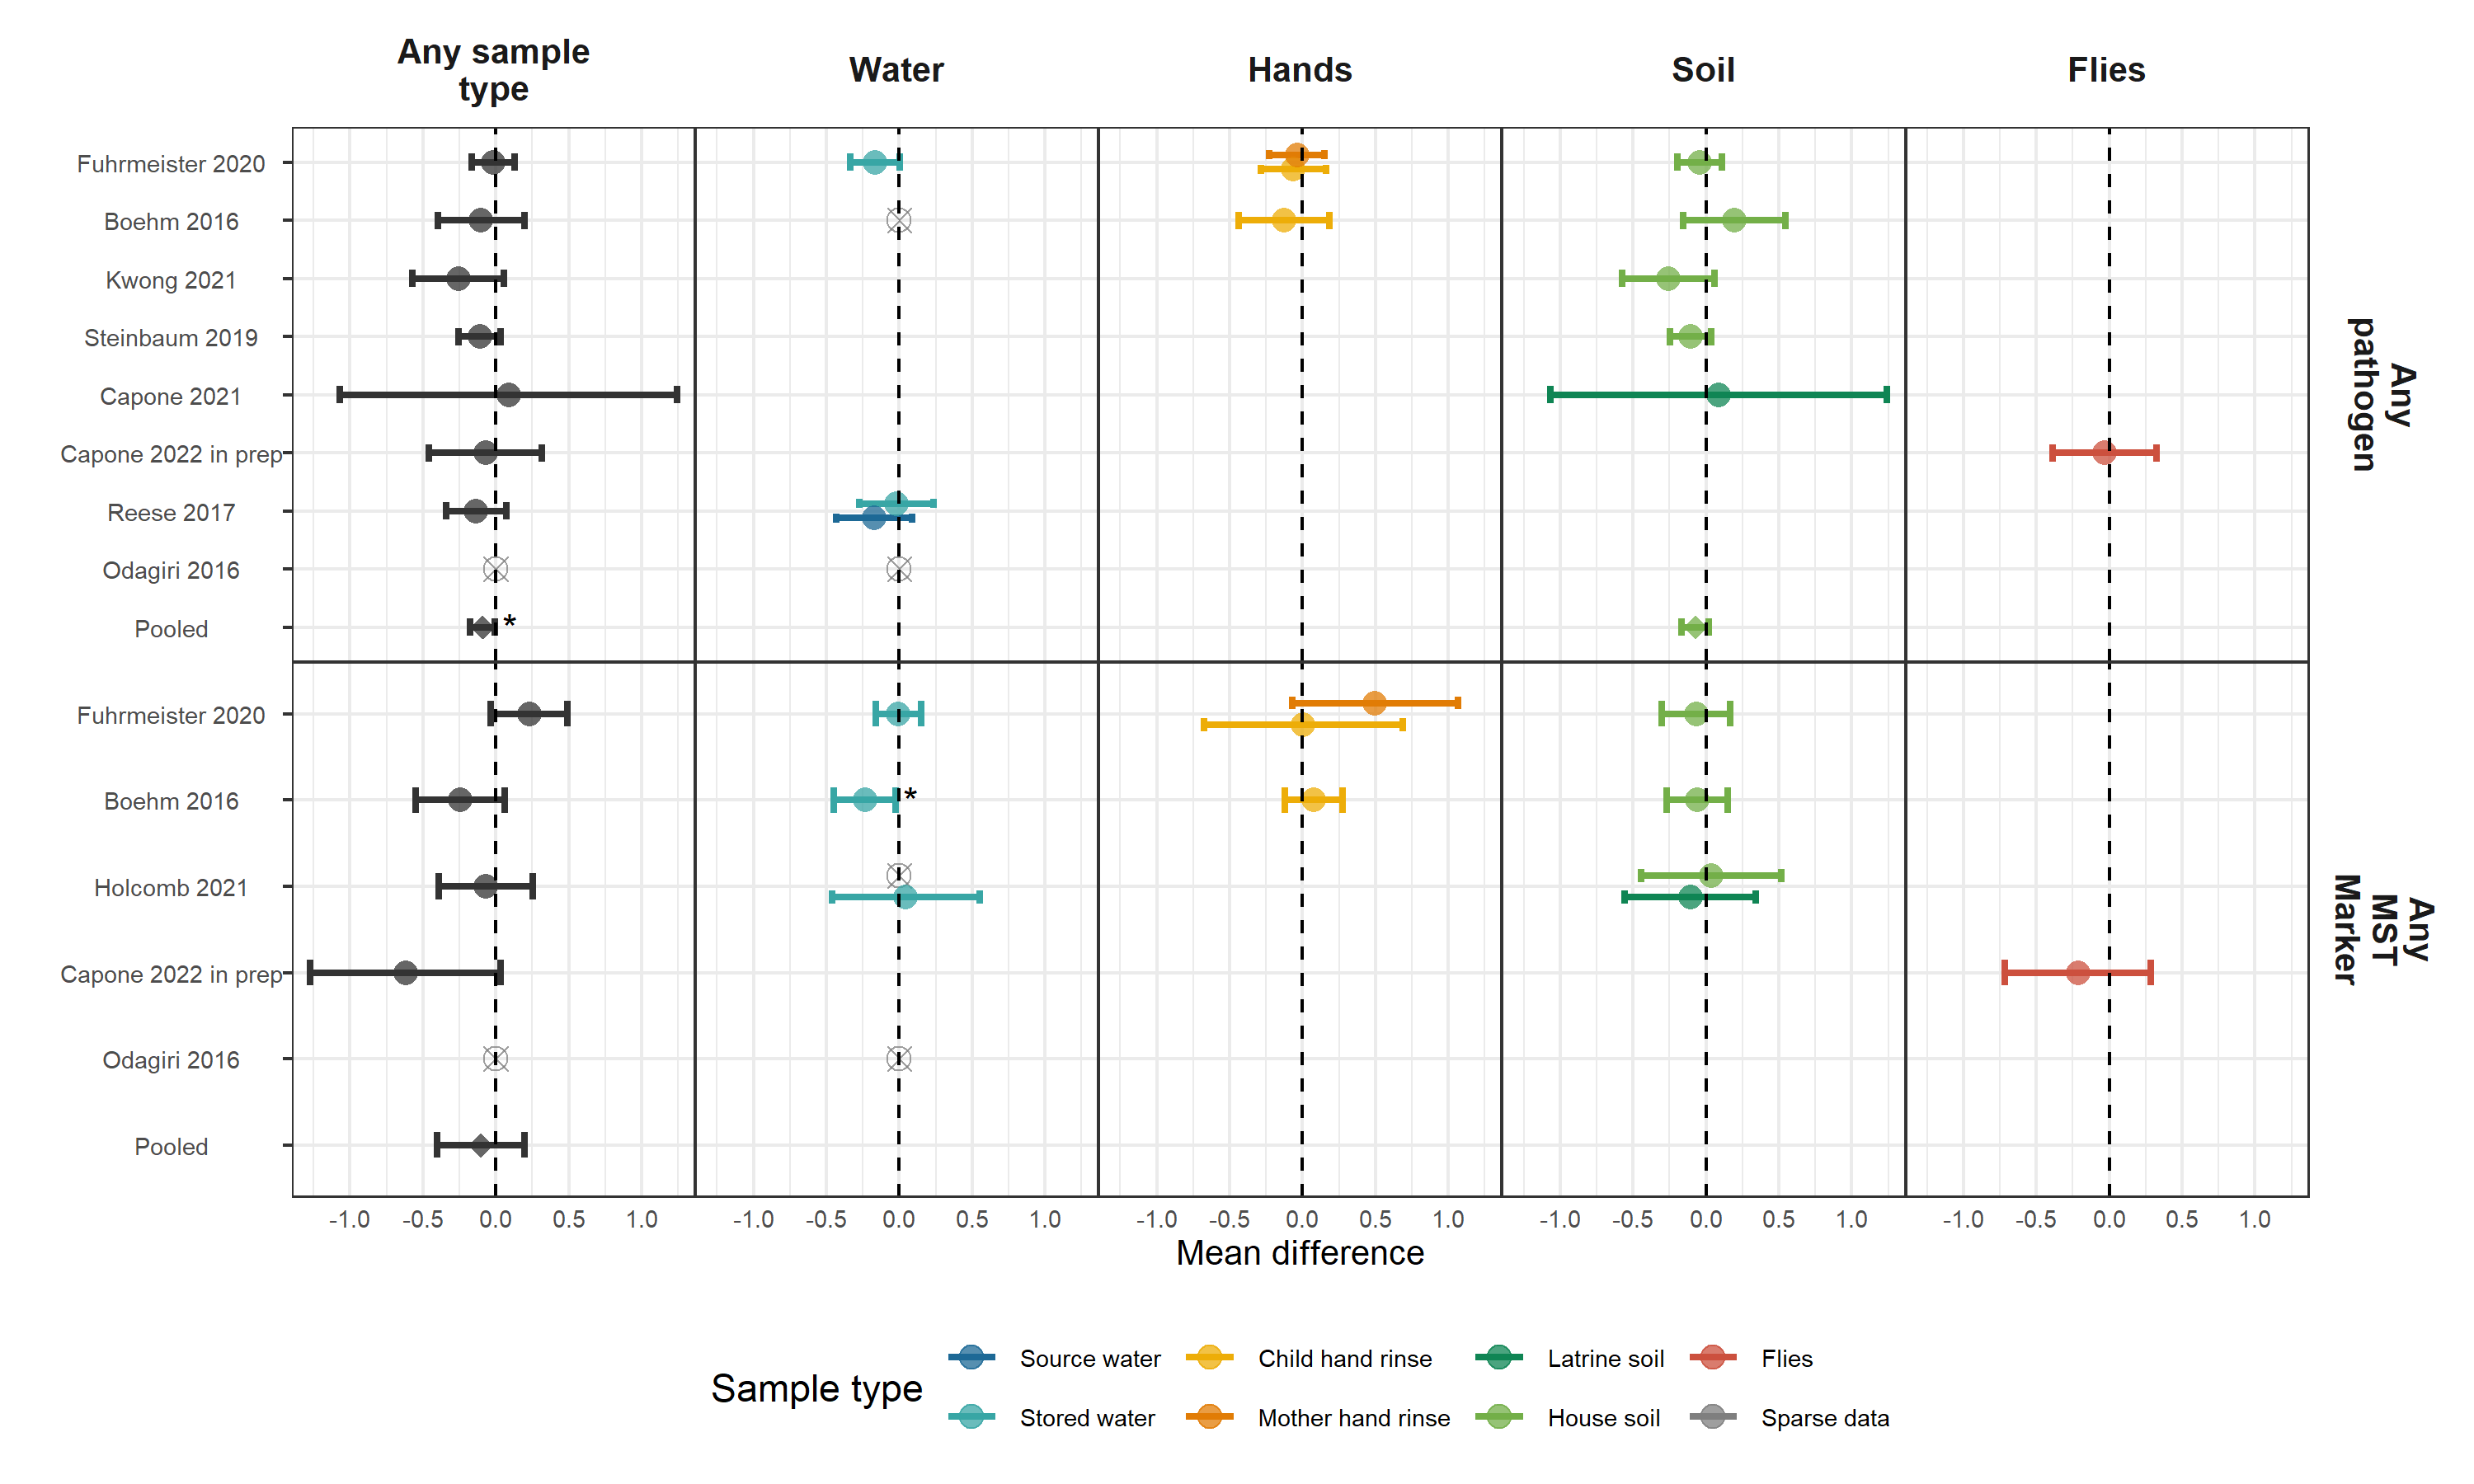 Any sample
type
Water
Hands
Soil
Flies
Fuhrmeister 2020
Boehm 2016
Kwong 2021
Steinbaum 2019
Capone 2021
Capone 2022 in prep
Reese 2017
Odagiri 2016
Pooled
*
Any
pathogen
Fuhrmeister 2020
Boehm 2016
*
Holcomb 2021
Capone 2022 in prep
Odagiri 2016
Pooled
Any
MST
Marker
-1.0 -0.5 0.0 0.5 1.0 -1.0 -0.5 0.0 0.5 1.0 -1.0 -0.5 0.0 0.5 1.0 -1.0 -0.5 0.0 0.5 1.0 -1.0 -0.5 0.0 0.5 1.0
Mean difference
Sample type
Source water Child hand rinse Latrine soil Flies
Stored water Mother hand rinse House soil Sparse data